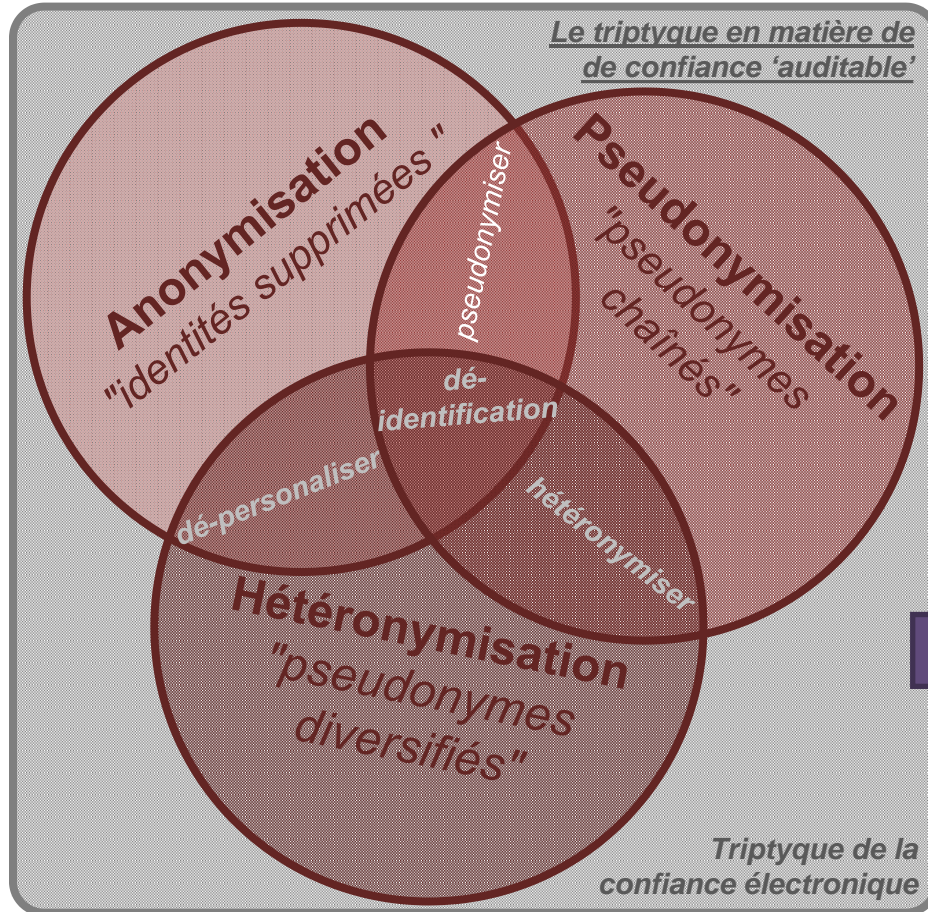 Le triptyque en matière de
de confiance ‘auditable’
Anonymisation
"identités supprimées "
Pseudonymisation
"pseudonymes
chaînés"
pseudonymiser
dé-
identification
dé-personaliser
hétéronymiser
Hétéronymisation
"pseudonymes
diversifiés"
Triptyque de la
confiance électronique